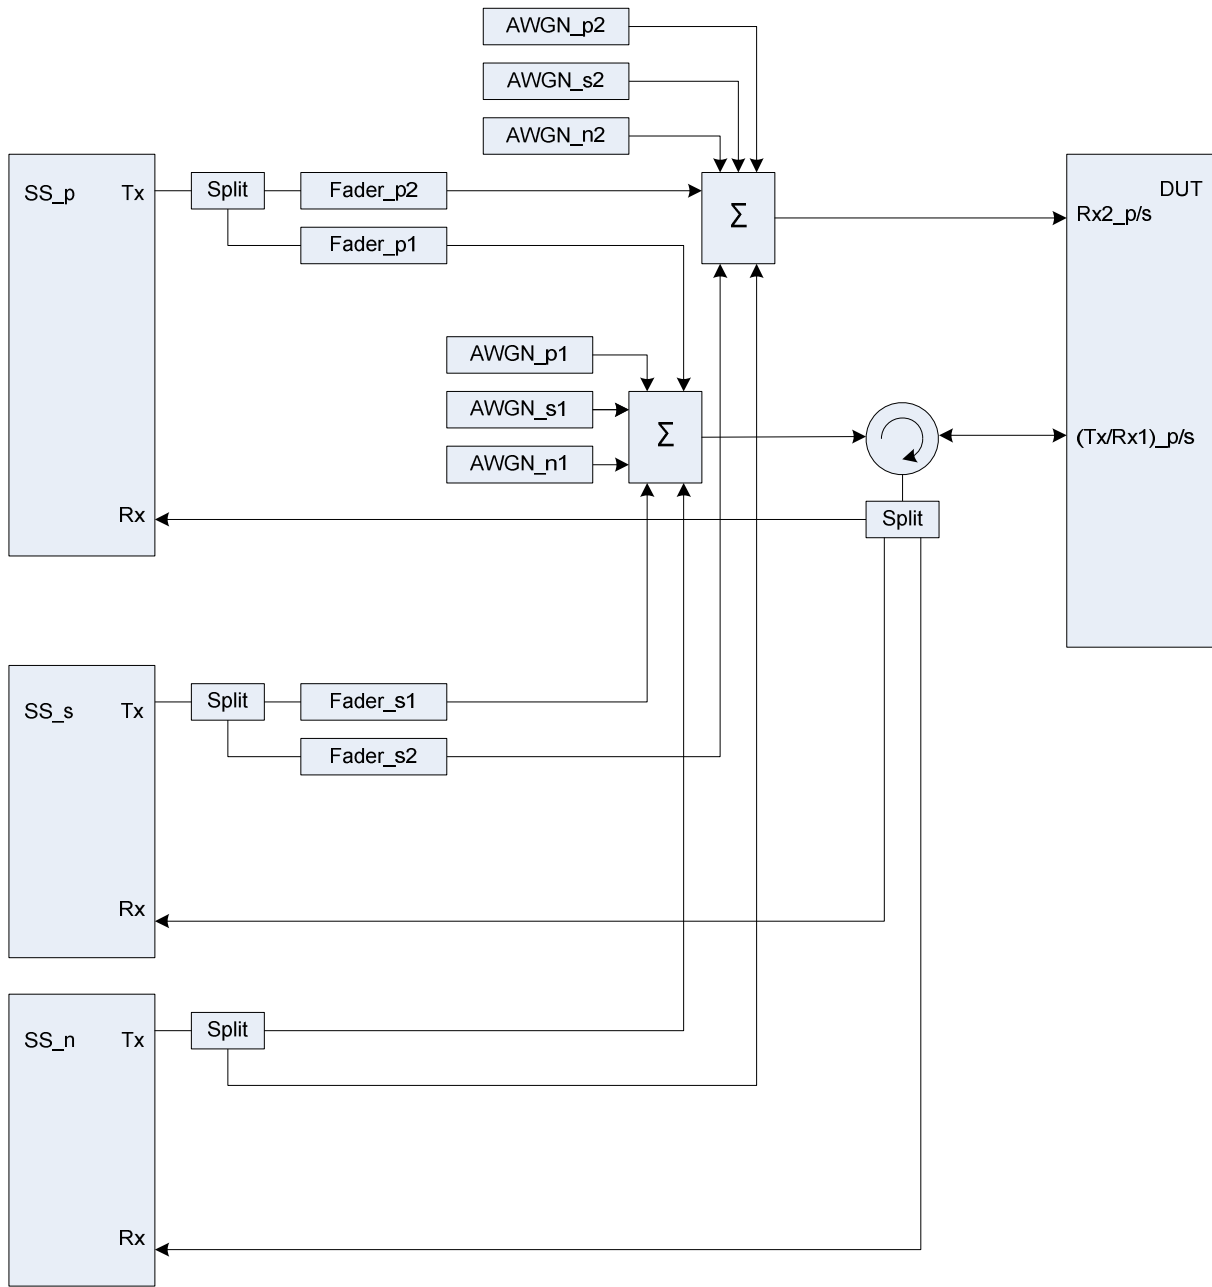 AWGN_p2
AWGN_s2
AWGN_n2
SS_p
Tx
Split
Fader_p2
Σ
DUT
Rx2_p/s
Fader_p1
AWGN_p1
AWGN_s1
Σ
(Tx/Rx1)_p/s
AWGN_n1
Rx
Split
SS_s
Tx
Split
Fader_s1
Fader_s2
Rx
SS_n
Tx
Split
Rx